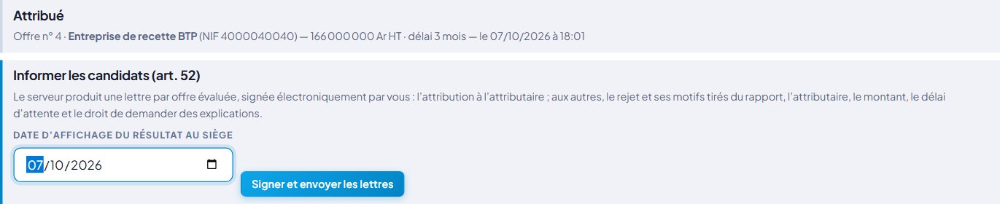 Attribué
Offre n° 4 · Entreprise de recette BTP (NIF 4000040040) — 166 000 000 Ar HT · délai 3 mois — le 07/10/2026 à 18:01
Informer les candidats (art. 52)
Le serveur produit une lettre par offre évaluée, signée électroniquement par vous : l’attribution à l’attributaire ; aux autres, le rejet et ses motifs tirés du rapport, l’attributaire, le montant, le délai
d’attente et le droit de demander des explications.
DATE D’AFFICHAGE DU RÉSULTAT AU SIÈGE
07/10/2026
Signer et envoyer les lettres